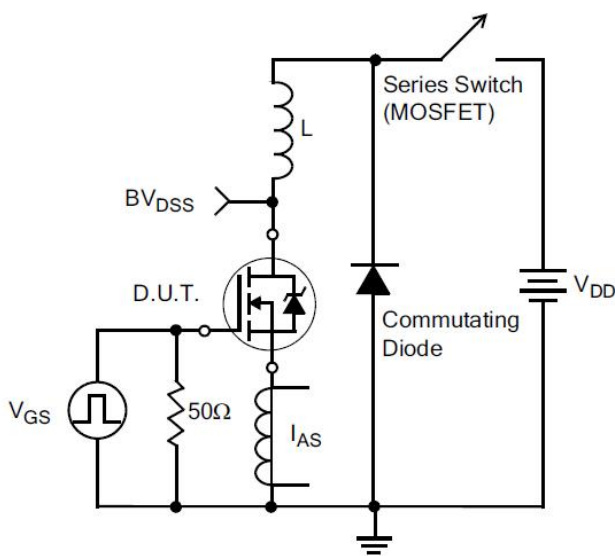 Series Switch
(MOSFET)
L
BVDSS
D.U.T.
VDD
Commutating
Diode
VGS
50Ω
IAS